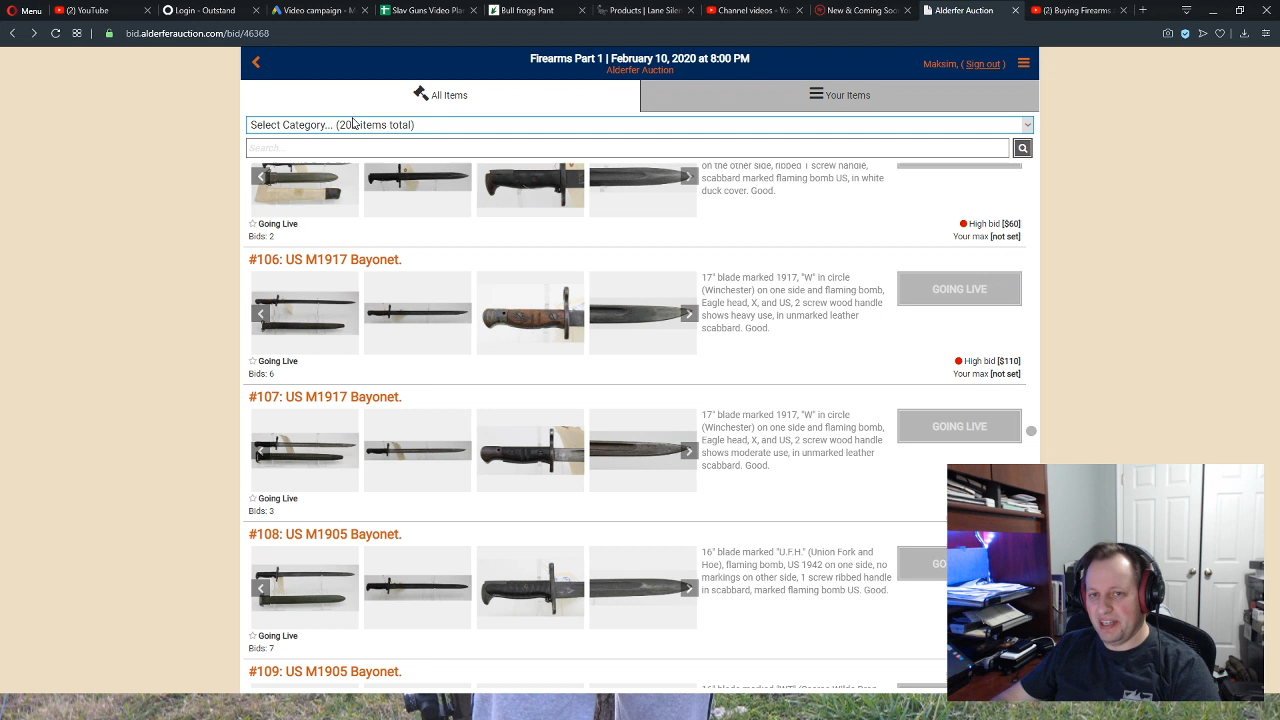 Menu
YouTube
Login - Outstand
Video campaign - M
Slav Guns Video Plan
Bull frogg Pant
Products | Lane Silen
Channel videos - Yo
New & Coming Soo
Alderfer Auction
(2) Buying Firearms
bid.alderferauction.com/bid/46368
Firearms Part 1 | February 10, 2020 at 8:00 PM
Alderfer Auction
Maksim, ( Sign out )
All Items
Your Items
Select Category... (20 items total)
Search...
on the other side, ribbed 1 screw handle,
scabbard marked flaming bomb US, in white
duck cover. Good.
Going Live
Bids: 2
High bid [$60]
Your max [not set]
#106: US M1917 Bayonet.
17" blade marked 1917, "W" in circle
(Winchester) on one side and flaming bomb,
Eagle head, X, and US, 2 screw wood handle
shows heavy use, in unmarked leather
scabbard. Good.
GOING LIVE
Going Live
Bids: 6
High bid [$110]
Your max [not set]
#107: US M1917 Bayonet.
17" blade marked 1917, "W" in circle
(Winchester) on one side and flaming bomb,
Eagle head, X, and US, 2 screw wood handle
shows moderate use, in unmarked leather
scabbard. Good.
GOING LIVE
Going Live
Bids: 3
#108: US M1905 Bayonet.
16" blade marked "U.F.H." (Union Fork and
Hoe), flaming bomb, US 1942 on one side, no
markings on other side, 1 screw ribbed handle
in scabbard, marked flaming bomb US. Good.
GO
Going Live
Bids: 7
#109: US M1905 Bayonet.